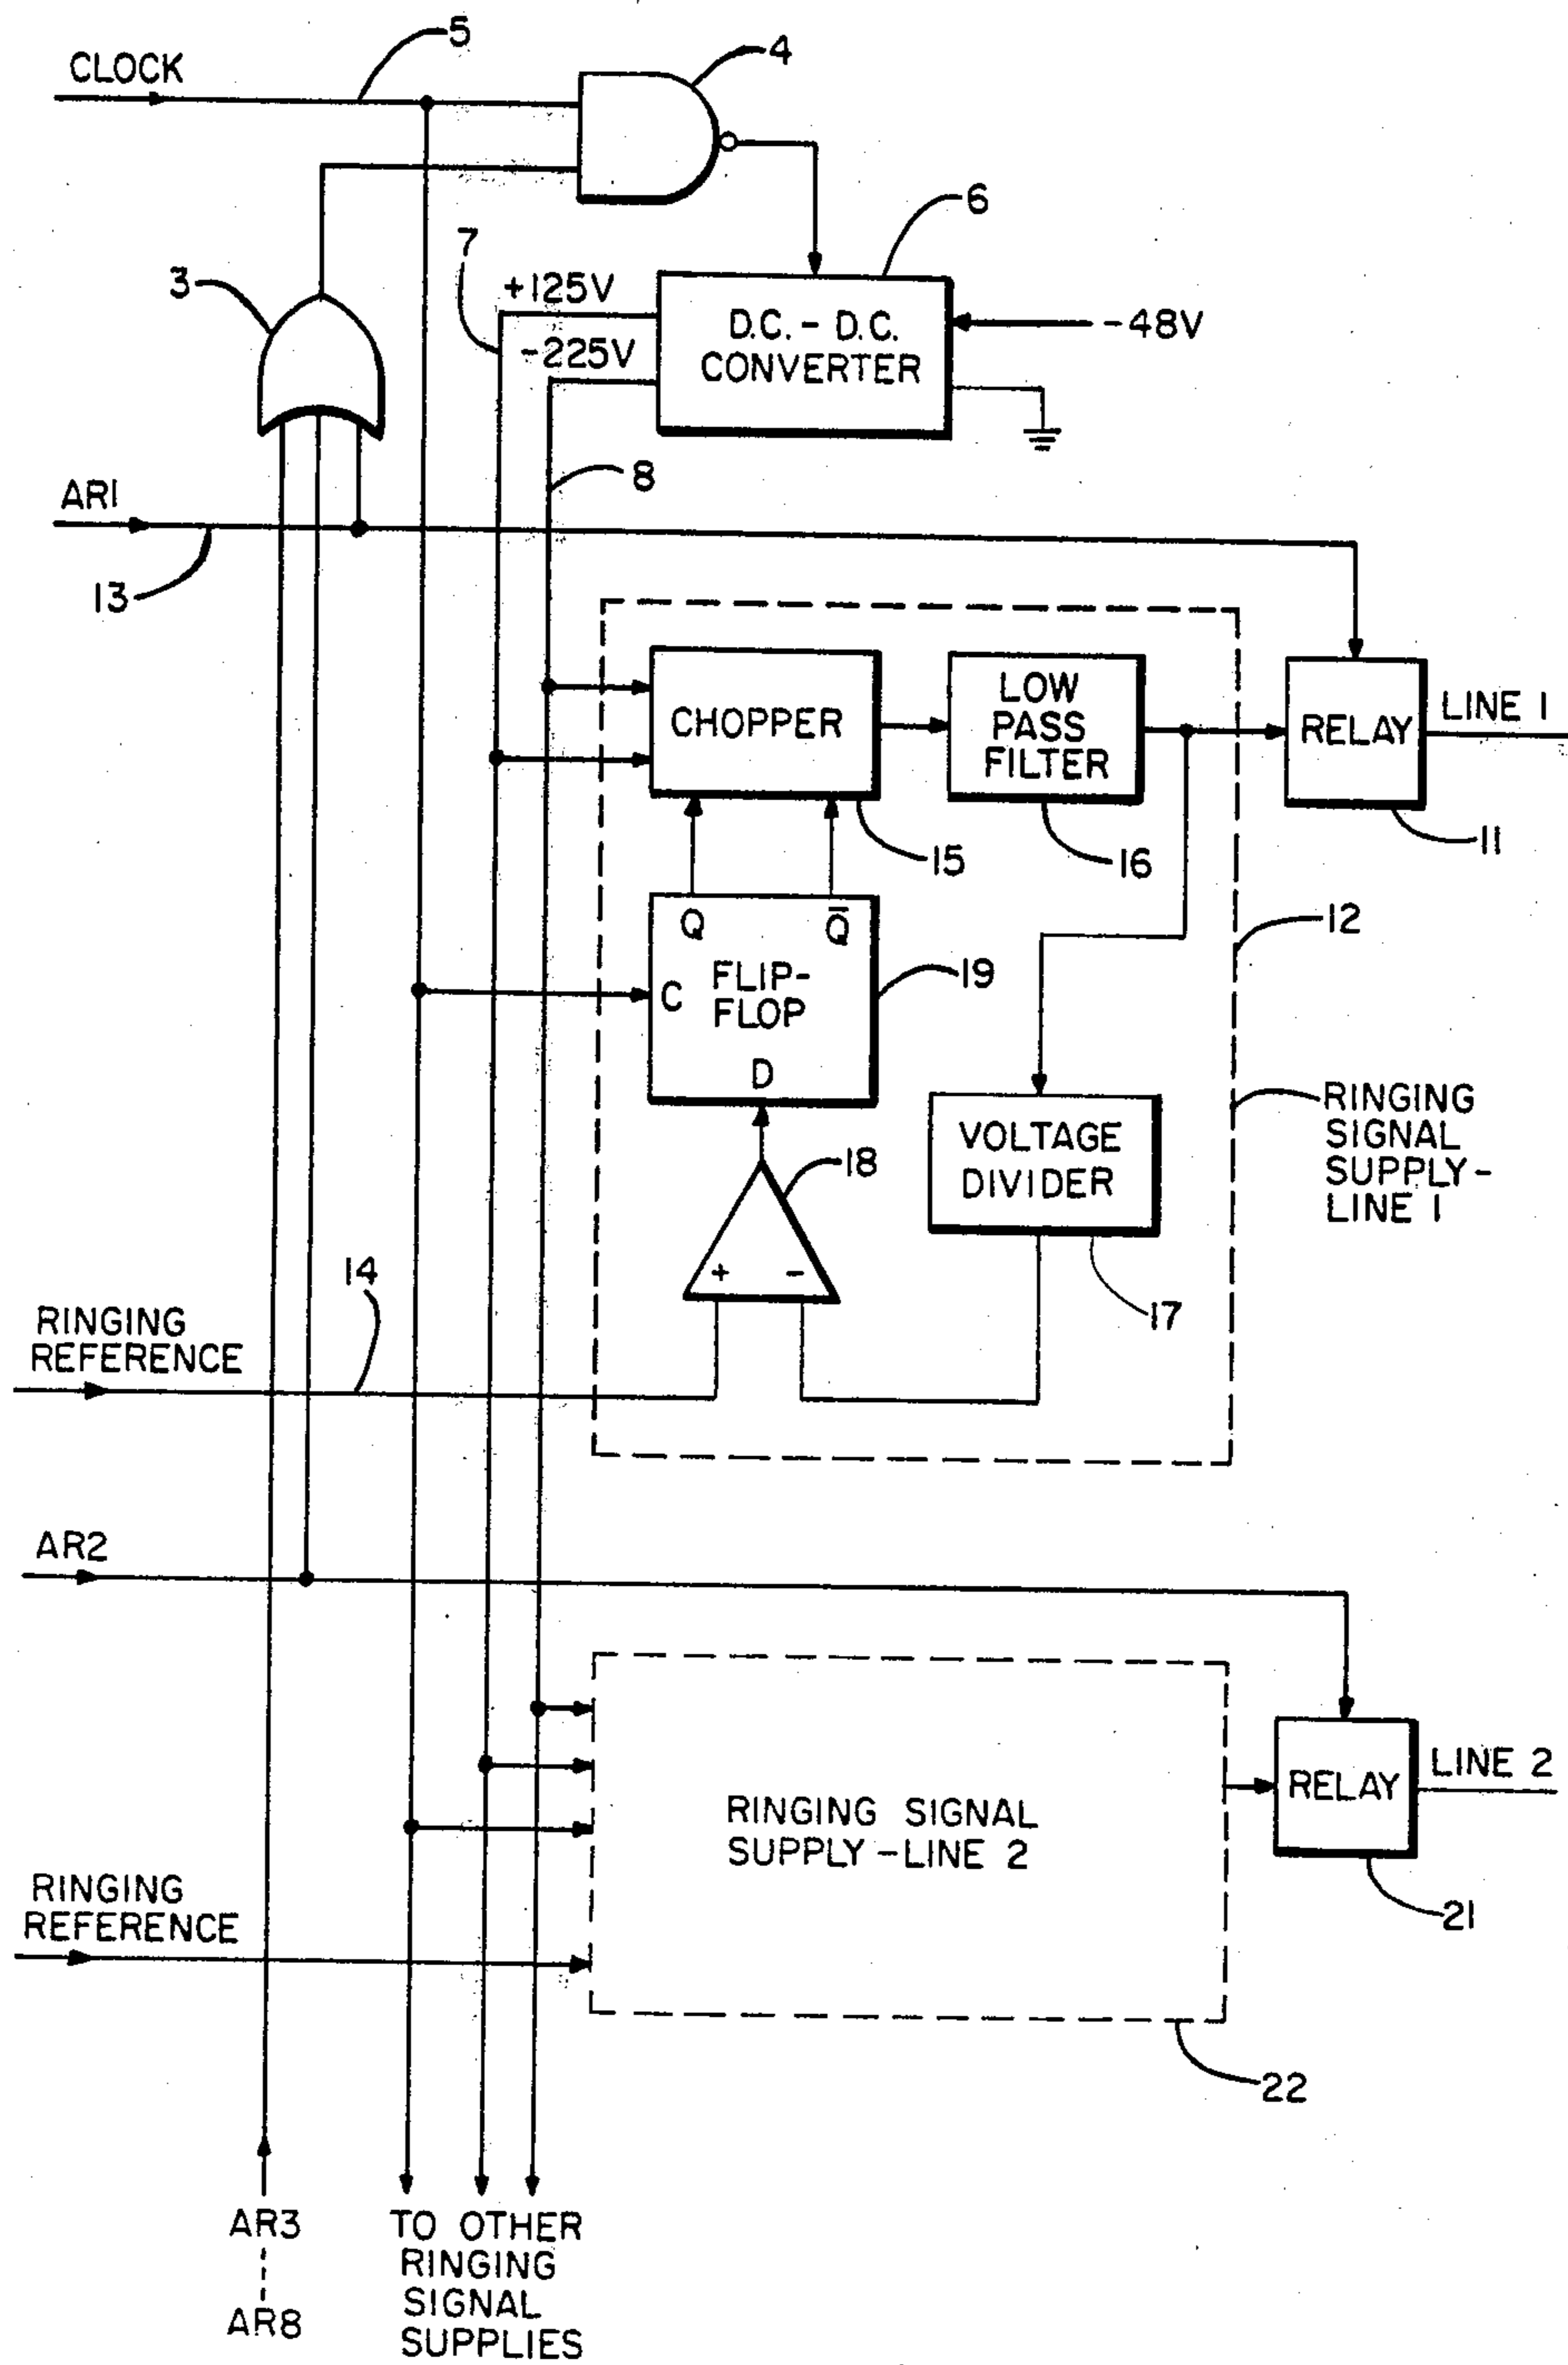 CLOCK
5
4
6
7
3
+125V
-225V
D.C. - D.C.
CONVERTER
-48V
8
AR1
13
CHOPPER
LOW
PASS
FILTER
RELAY
LINE 1
15
16
11
Q
Q̄
12
C
FLIP-
FLOP
19
D
VOLTAGE
DIVIDER
RINGING
SIGNAL
SUPPLY-
LINE 1
18
+
-
17
14
RINGING
REFERENCE
AR2
RINGING SIGNAL
SUPPLY-LINE 2
RELAY
LINE 2
21
RINGING
REFERENCE
22
AR3
AR8
TO OTHER
RINGING
SIGNAL
SUPPLIES